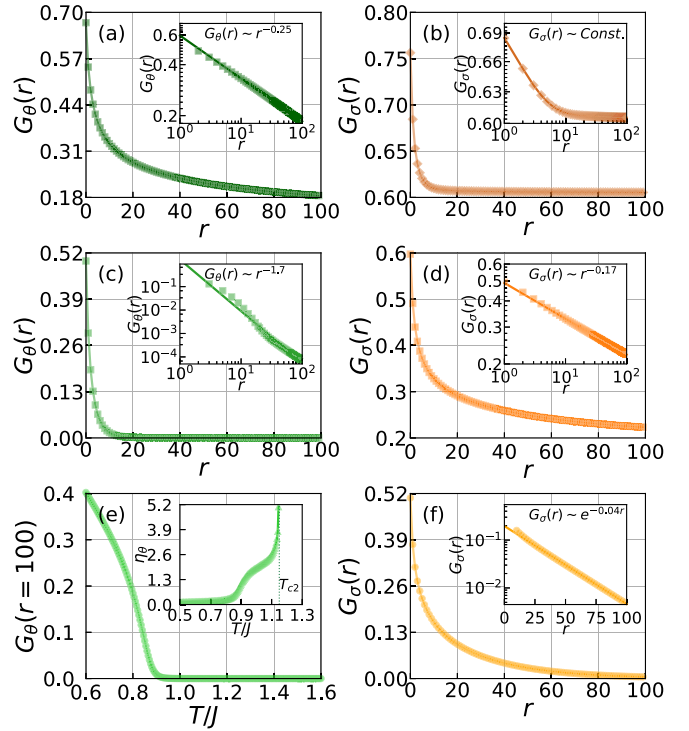 (a)
G_θ(r)
0.70
0.57
0.44
0.31
0.18
0 20 40 60 80 100
r
G_θ(r) ~ r^{-0.25}
G_θ(r)
0.6
0.4
0.2
10^0 10^1 10^2
r
(b)
G_σ(r)
0.80
0.75
0.70
0.65
0.60
0 20 40 60 80 100
r
G_σ(r) ~ Const.
G_σ(r)
0.69
0.66
0.63
0.60
10^0 10^1 10^2
r
(c)
G_θ(r)
0.52
0.39
0.26
0.13
0.00
0 20 40 60 80 100
r
G_θ(r) ~ r^{-1.7}
G_θ(r)
10^{-1}
10^{-2}
10^{-3}
10^{-4}
10^0 10^1 10^2
r
(d)
G_σ(r)
0.6
0.5
0.4
0.3
0.2
0 20 40 60 80 100
r
G_σ(r) ~ r^{-0.17}
G_σ(r)
0.5
0.4
0.3
0.2
10^0 10^1 10^2
r
(e)
G_θ(r = 100)
0.4
0.3
0.2
0.1
0.0
0.6 0.8 1.0 1.2 1.4 1.6
T/J
η_θ
5.2
3.9
2.6
1.3
0.0
0.5 0.7 0.9 1.1 1.3
T/J
T_{c2}
(f)
G_σ(r)
0.52
0.39
0.26
0.13
0.00
0 20 40 60 80 100
r
G_σ(r) ~ e^{-0.04r}
G_σ(r)
10^{-1}
10^{-2}
0 25 50 75 100
r